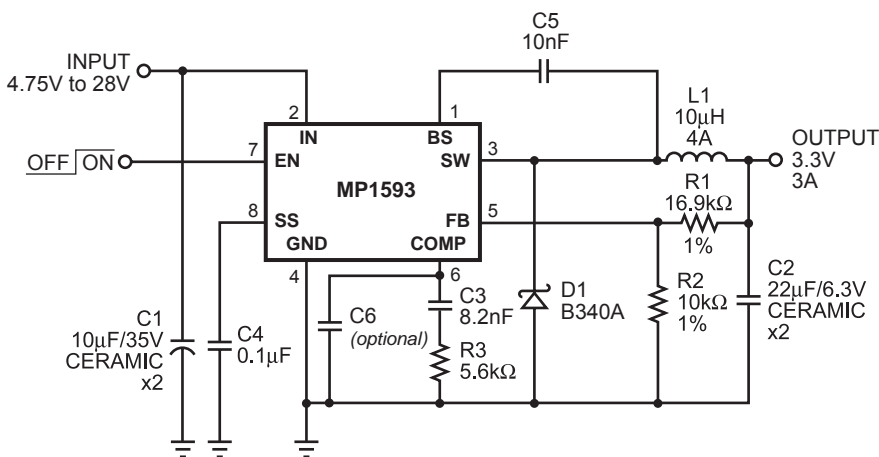 C5
10nF
INPUT
4.75V to 28V
2
IN
1
BS
L1
10µH
4A
OFF ON
7
EN
SW
3
OUTPUT
3.3V
3A
MP1593
R1
16.9kΩ
1%
8
SS
FB
5
GND
COMP
4
6
C1
10µF/35V
CERAMIC
x2
C4
0.1µF
C6
(optional)
C3
8.2nF
R3
5.6kΩ
D1
B340A
R2
10kΩ
1%
C2
22µF/6.3V
CERAMIC
x2